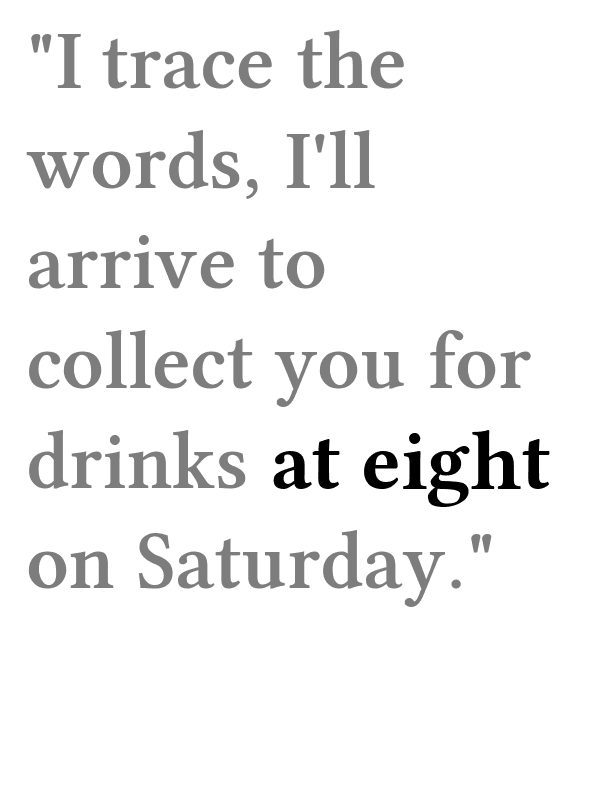 "I trace the
words, I'll
arrive to
collect you for
drinks at eight
on Saturday."